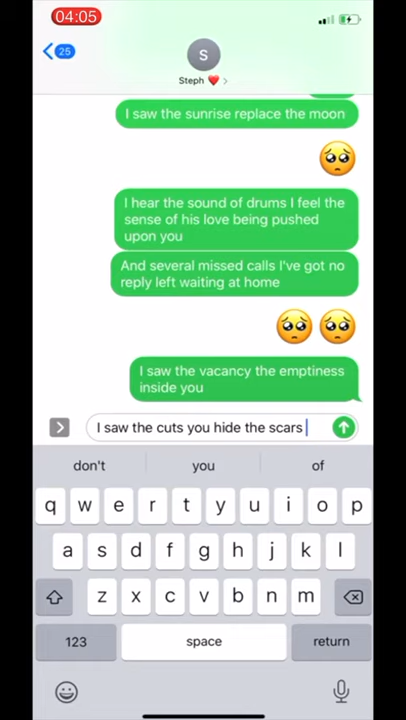 04:05
25
S
Steph ❤️ >
I saw the sunrise replace the moon
🥺
I hear the sound of drums I feel the
sense of his love being pushed
upon you
And several missed calls I've got no
reply left waiting at home
🥺 🥺
I saw the vacancy the emptiness
inside you
I saw the cuts you hide the scars
don't you of
q w e r t y u i o p
a s d f g h j k l
z x c v b n m
123 space return